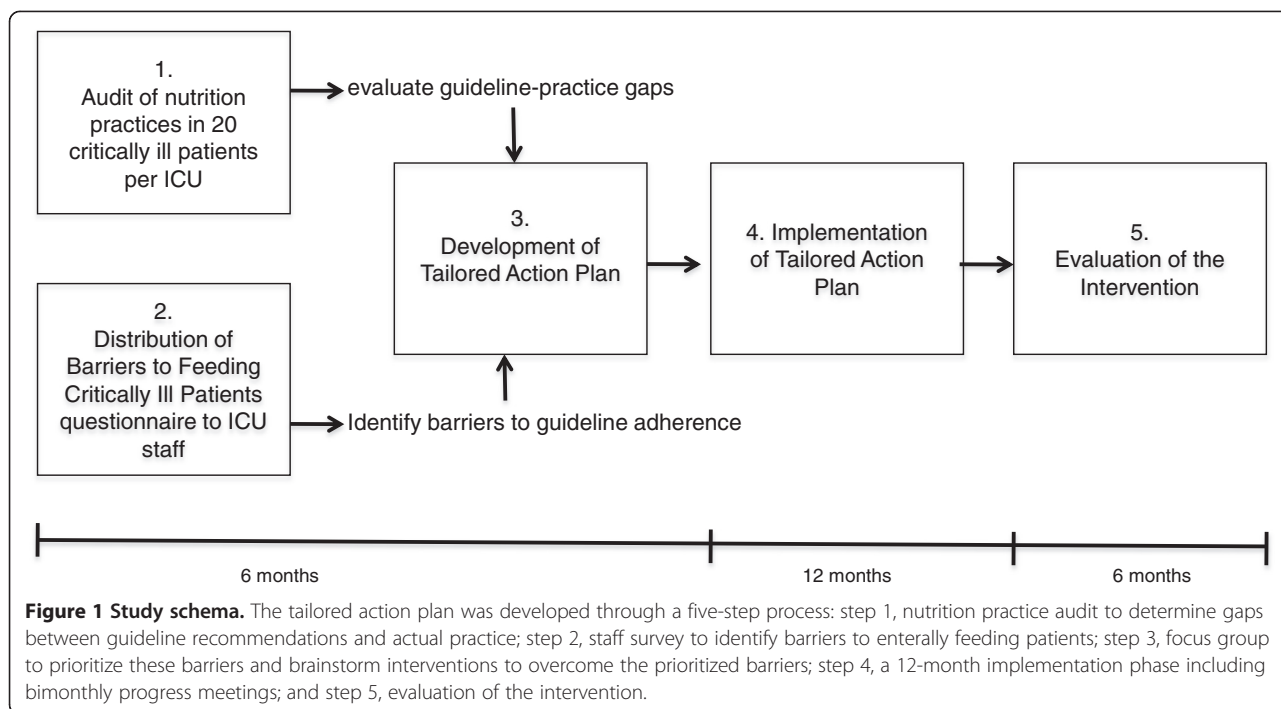 1.
Audit of nutrition
practices in 20
critically ill patients
per ICU
evaluate guideline-practice gaps
2.
Distribution of
Barriers to Feeding
Critically Ill Patients
questionnaire to ICU
staff
Identify barriers to guideline adherence
3.
Development of
Tailored Action Plan
4. Implementation
of Tailored Action
Plan
5.
Evaluation of the
Intervention
6 months
12 months
6 months
Figure 1 Study schema. The tailored action plan was developed through a five-step process: step 1, nutrition practice audit to determine gaps
between guideline recommendations and actual practice; step 2, staff survey to identify barriers to enterally feeding patients; step 3, focus group
to prioritize these barriers and brainstorm interventions to overcome the prioritized barriers; step 4, a 12-month implementation phase including
bimonthly progress meetings; and step 5, evaluation of the intervention.